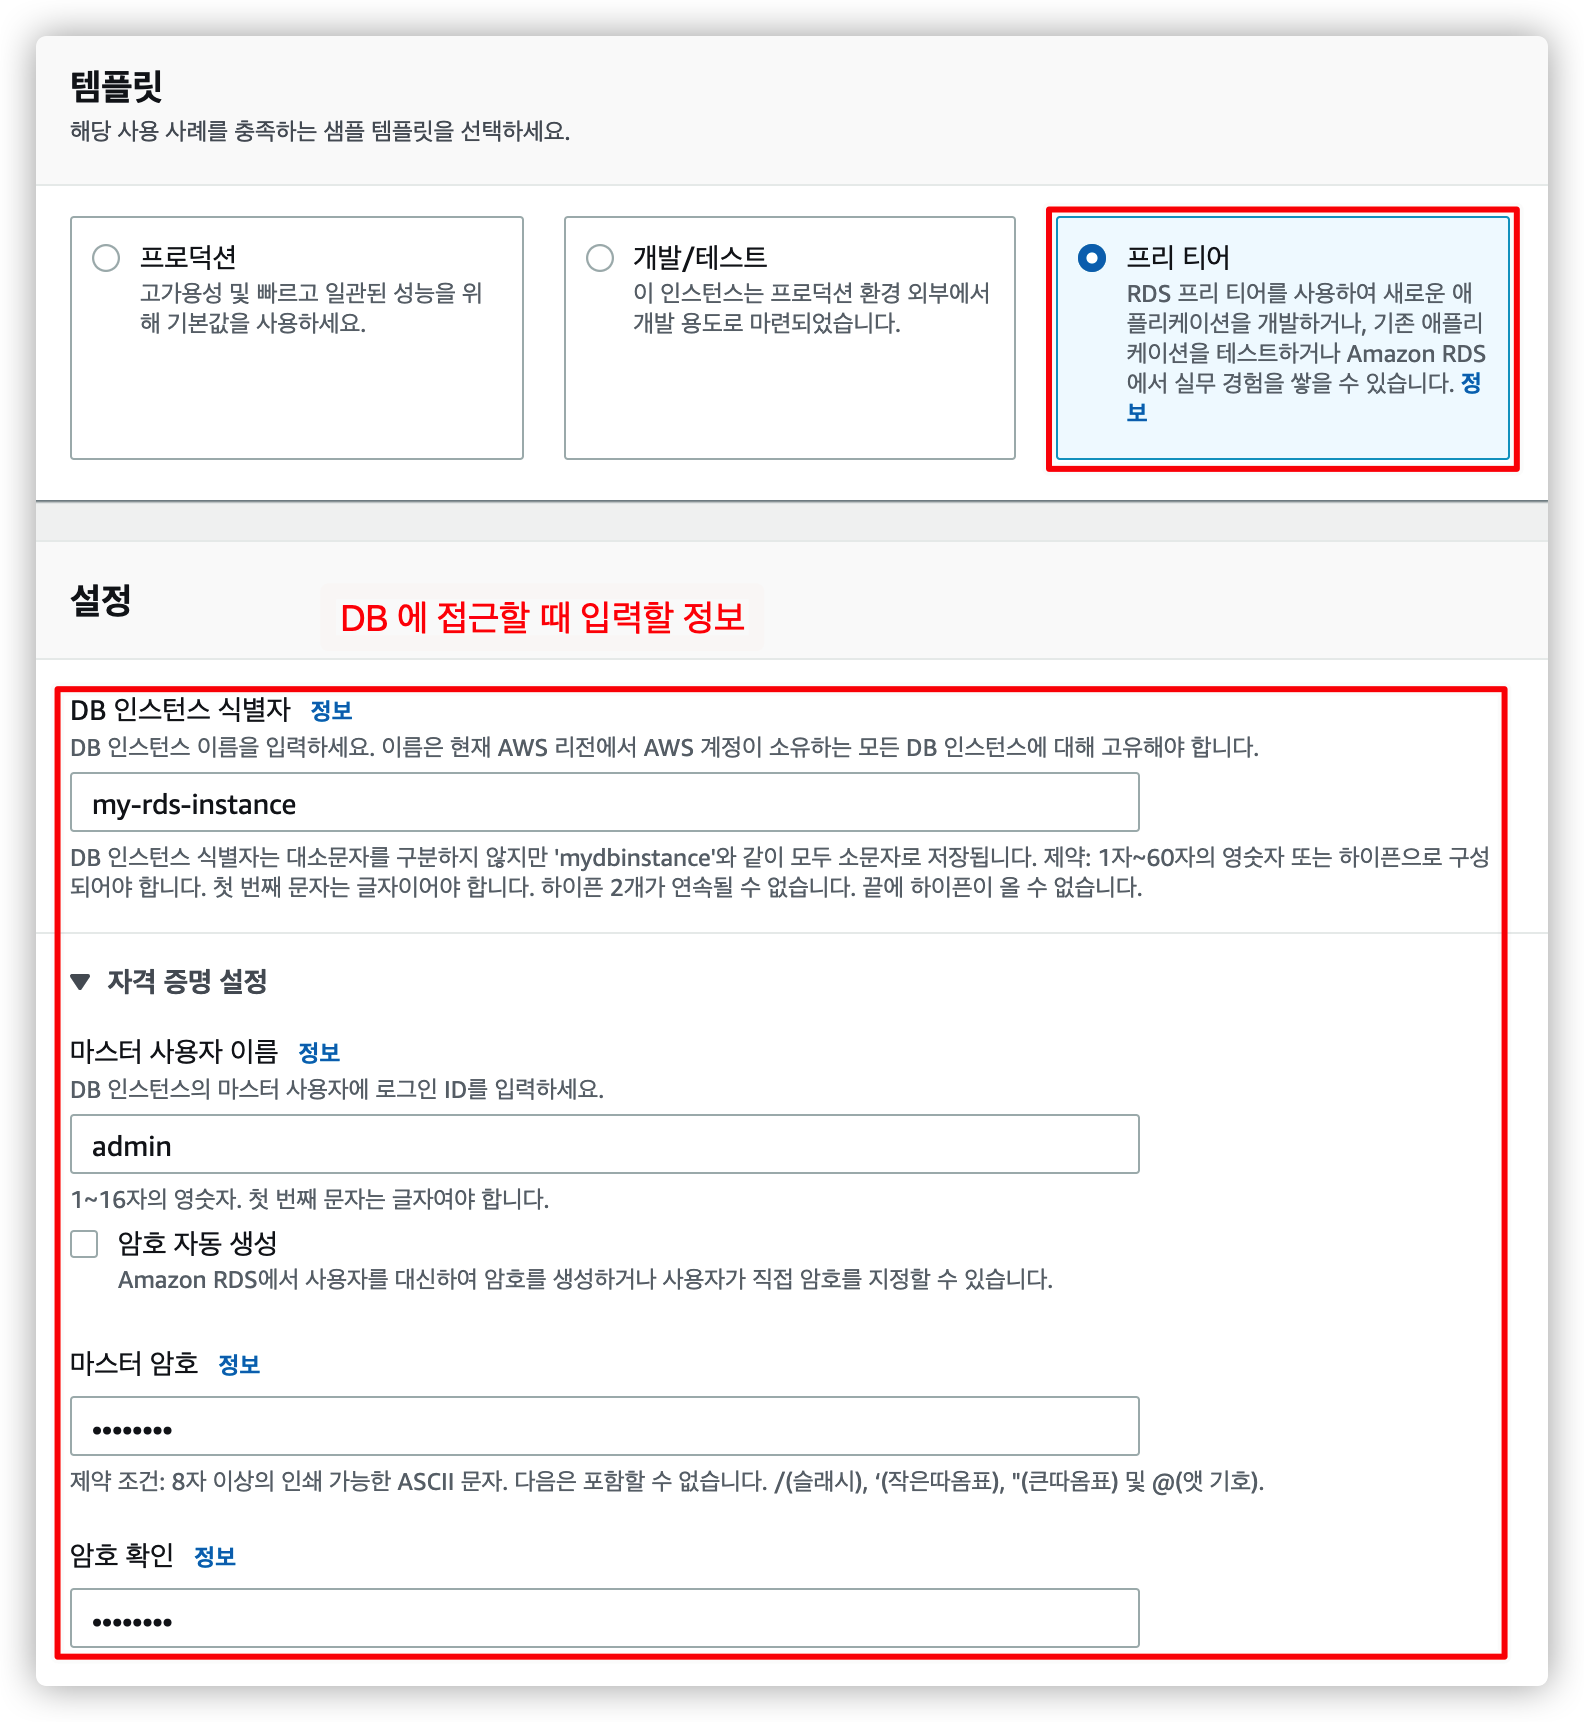 템플릿
해당 사용 사례를 충족하는 샘플 템플릿을 선택하세요.
프로덕션
고가용성 및 빠르고 일관된 성능을 위
해 기본값을 사용하세요.
개발/테스트
이 인스턴스는 프로덕션 환경 외부에서
개발 용도로 마련되었습니다.
프리 티어
RDS 프리 티어를 사용하여 새로운 애
플리케이션을 개발하거나, 기존 애플리
케이션을 테스트하거나 Amazon RDS
에서 실무 경험을 쌓을 수 있습니다. 정
보
설정
DB 에 접근할 때 입력할 정보
DB 인스턴스 식별자 정보
DB 인스턴스 이름을 입력하세요. 이름은 현재 AWS 리전에서 AWS 계정이 소유하는 모든 DB 인스턴스에 대해 고유해야 합니다.
my-rds-instance
DB 인스턴스 식별자는 대소문자를 구분하지 않지만 'mydbinstance'와 같이 모두 소문자로 저장됩니다. 제약: 1자~60자의 영숫자 또는 하이픈으로 구성
되어야 합니다. 첫 번째 문자는 글자이어야 합니다. 하이픈 2개가 연속될 수 없습니다. 끝에 하이픈이 올 수 없습니다.
▼ 자격 증명 설정
마스터 사용자 이름 정보
DB 인스턴스의 마스터 사용자에 로그인 ID를 입력하세요.
admin
1~16자의 영숫자. 첫 번째 문자는 글자여야 합니다.
암호 자동 생성
Amazon RDS에서 사용자를 대신하여 암호를 생성하거나 사용자가 직접 암호를 지정할 수 있습니다.
마스터 암호 정보
••••••••
제약 조건: 8자 이상의 인쇄 가능한 ASCII 문자. 다음은 포함할 수 없습니다. /(슬래시), ‘(작은따옴표), "(큰따옴표) 및 @(앳 기호).
암호 확인 정보
••••••••